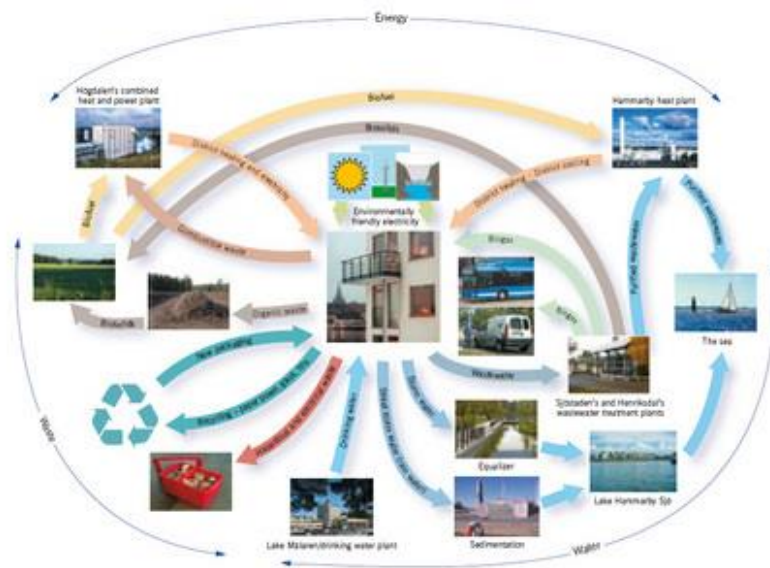 Energy
Högdalen's combined
heat and power plant
Hammarby heat plant
Biofuel
Biosolids
District heating and electricity
District heating - District cooling
Environmentally
friendly electricity
Biofuel
Combustible waste
Biogas
Purified wastewater
Purified wastewater
Biogas
Organic waste
The sea
New packaging
Wastewater
Sjöstaden's and Henriksdal's
wastewater treatment plants
Recycling -
Hazardous and electrical waste
Drinking water
Waste
Equalizer
Lake Hammarby Sjö
Lake Mälaren/drinking water plant
Sedimentation
Water